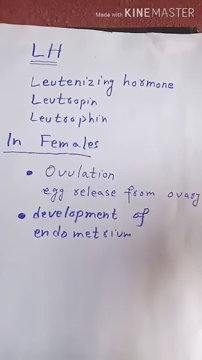 Made with KINEMASTER
LH
Leutenizing hormone
Leutropin
Leutrophin
In Females
• Ovulation
egg release from ovary
• development of
endometrium